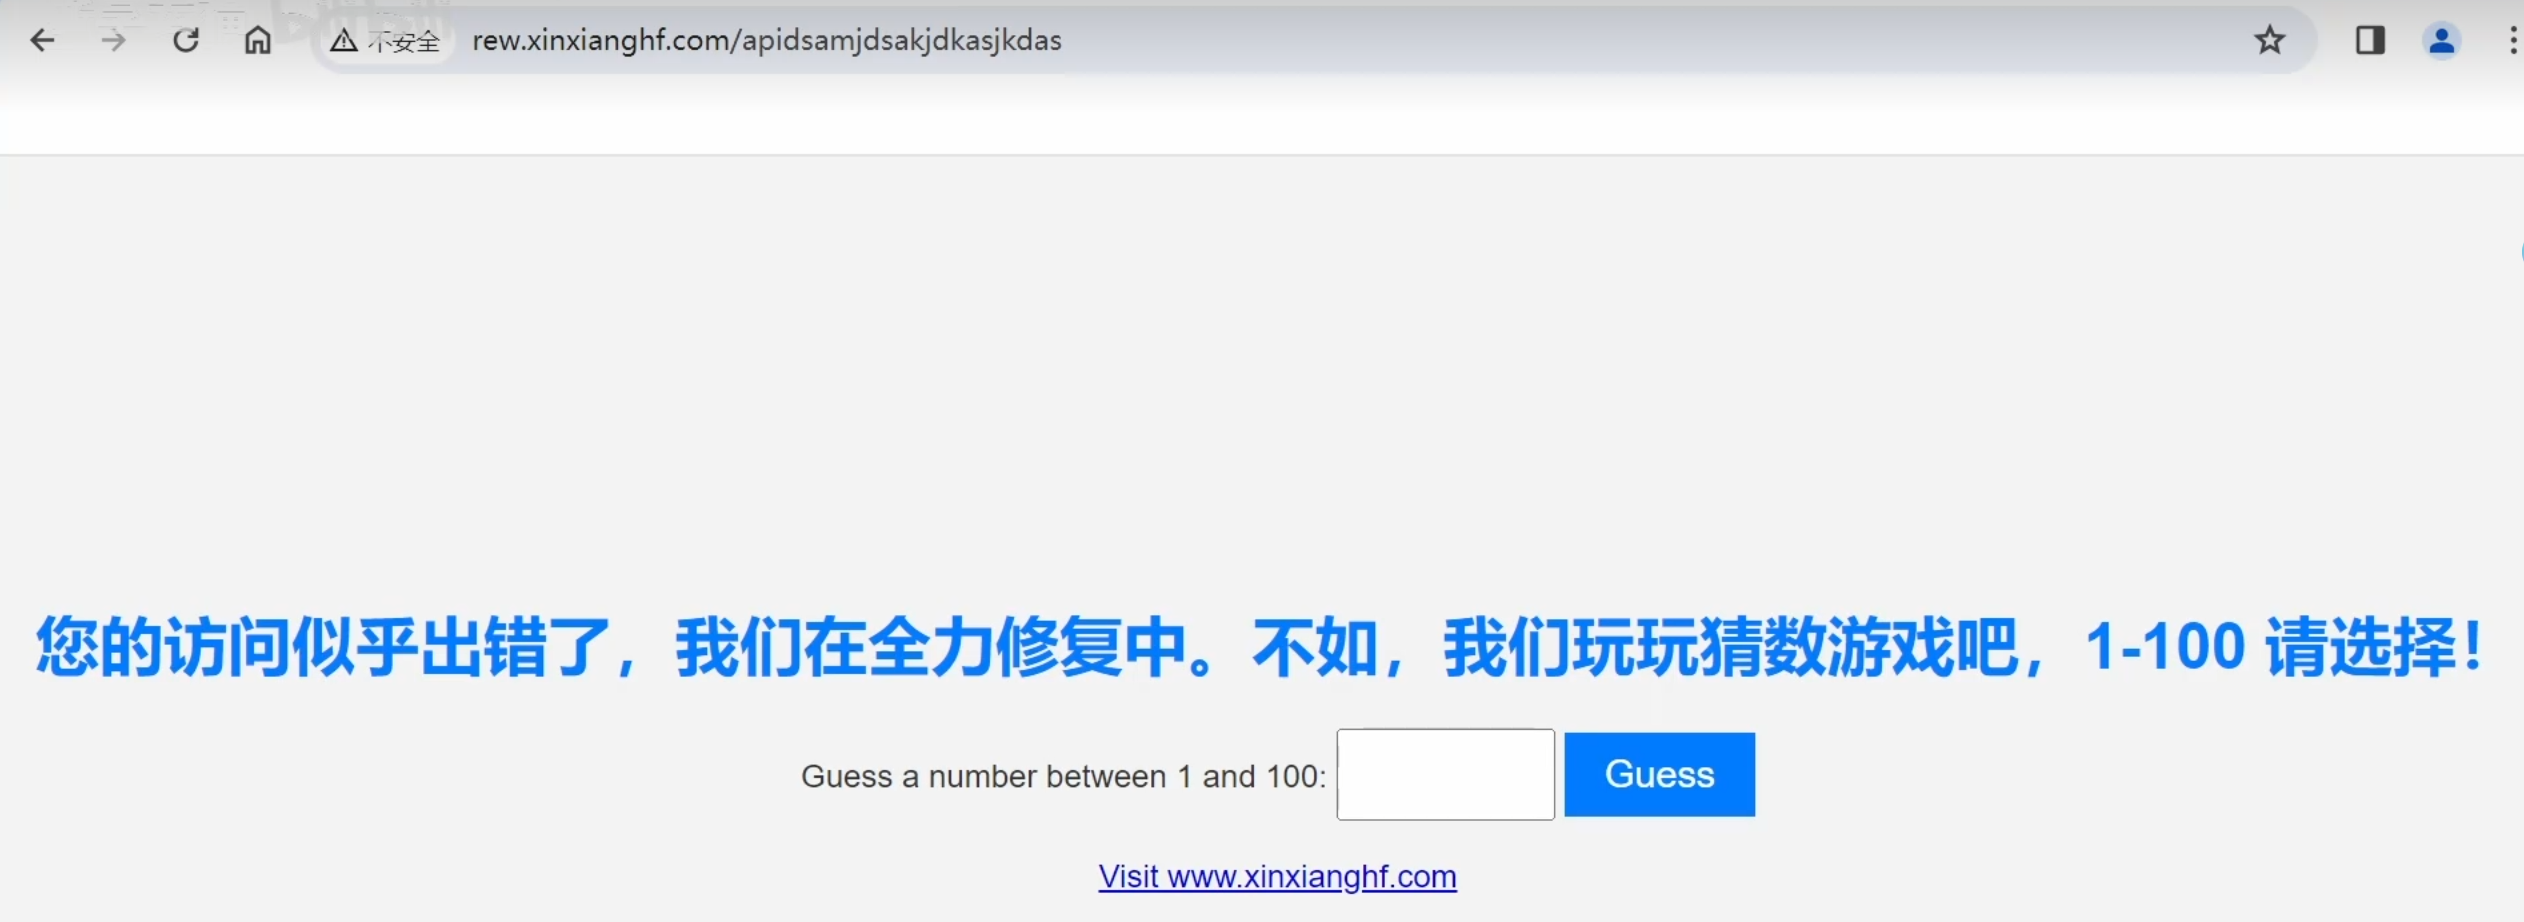 不安全 rew.xinxianghf.com/apidsamjdsakjdkasjkdas
您的访问似乎出错了，我们在全力修复中。不如，我们玩玩猜数游戏吧，1-100 请选择！
Guess a number between 1 and 100: Guess
Visit www.xinxianghf.com